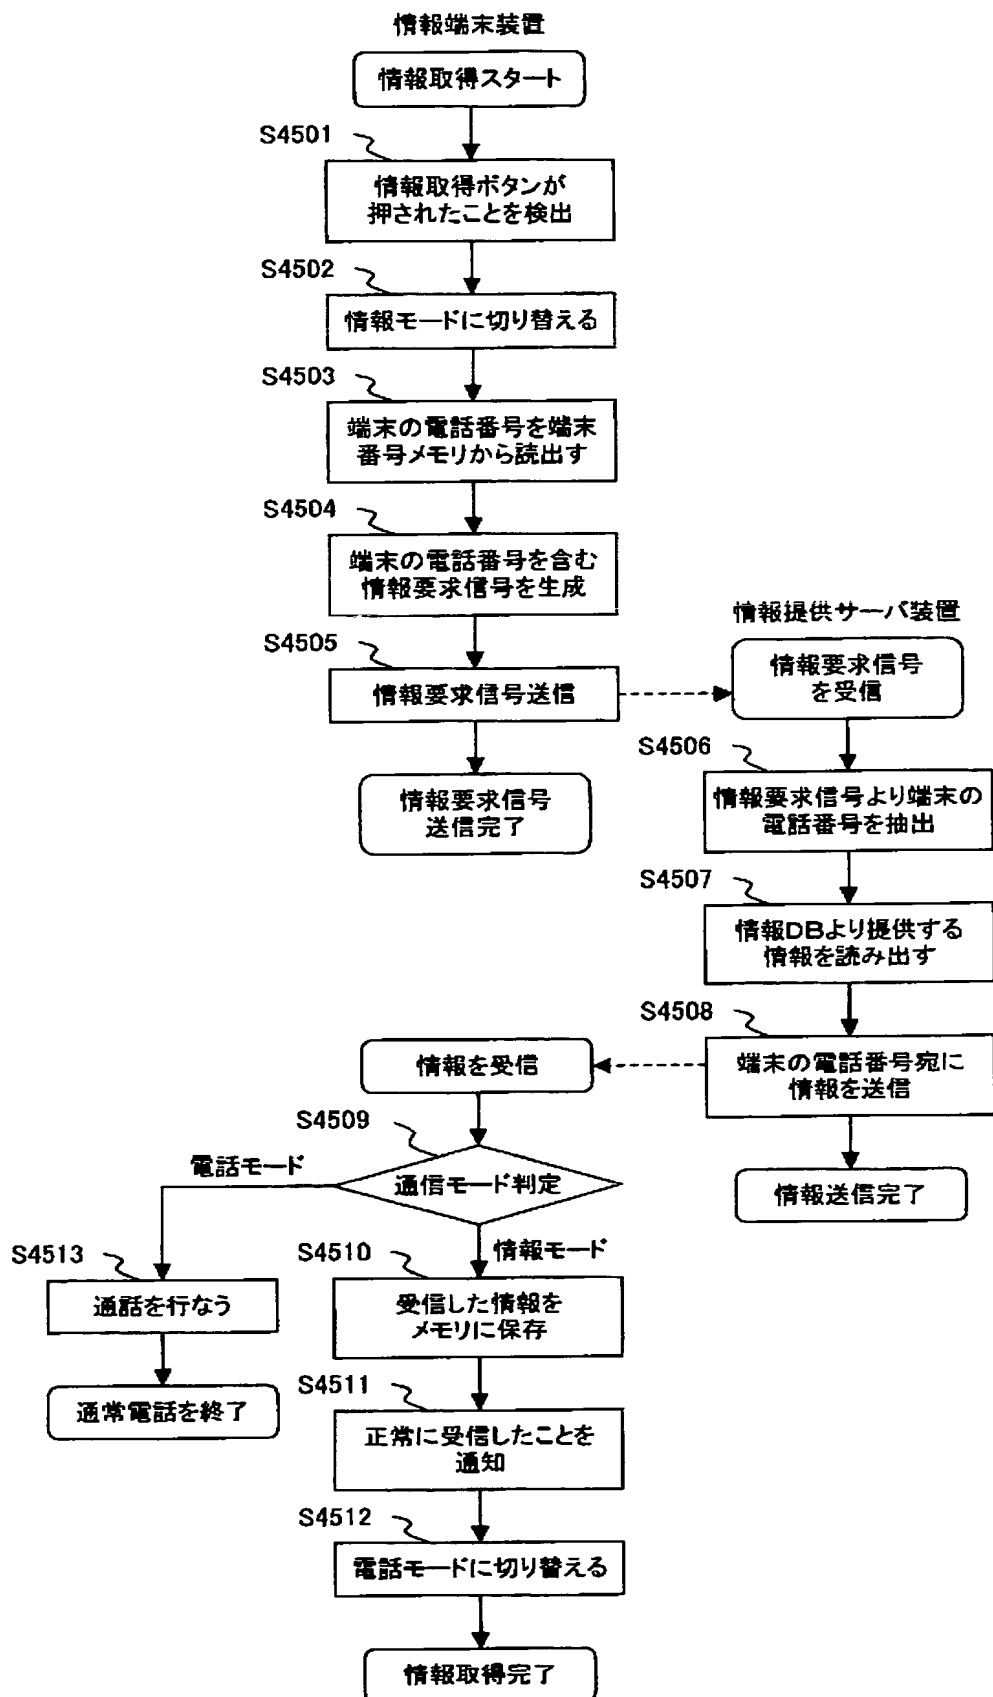 情報端末装置
情報取得スタート
S4501
情報取得ボタンが
押されたことを検出
S4502
情報モードに切り替える
S4503
端末の電話番号を端末
番号メモリから読出す
S4504
端末の電話番号を含む
情報要求信号を生成
S4505
情報要求信号送信
情報要求信号
送信完了
情報提供サーバ装置
情報要求信号
を受信
S4506
情報要求信号より端末の
電話番号を抽出
S4507
情報DBより提供する
情報を読み出す
S4508
端末の電話番号宛に
情報を送信
情報送信完了
情報を受信
S4509
通信モード判定
電話モード
情報モード
S4513
通話を行なう
通常電話を終了
S4510
受信した情報を
メモリに保存
S4511
正常に受信したことを
通知
S4512
電話モードに切り替える
情報取得完了